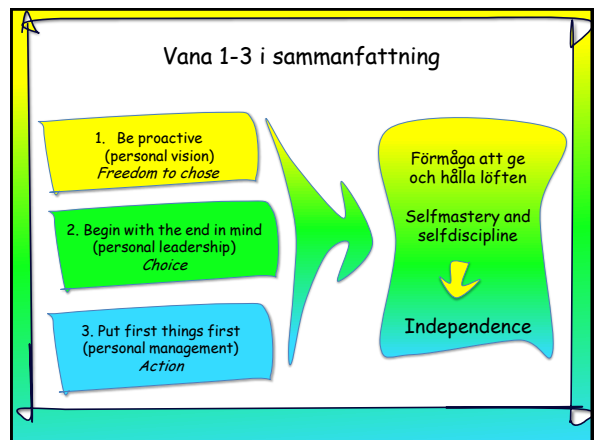 Vana 1-3 i sammanfattning
1. Be proactive
(personal vision)
Freedom to chose
2. Begin with the end in mind
(personal leadership)
Choice
3. Put first things first
(personal management)
Action
Förmåga att ge
och hålla löften
Selfmastery and
selfdiscipline
Independence